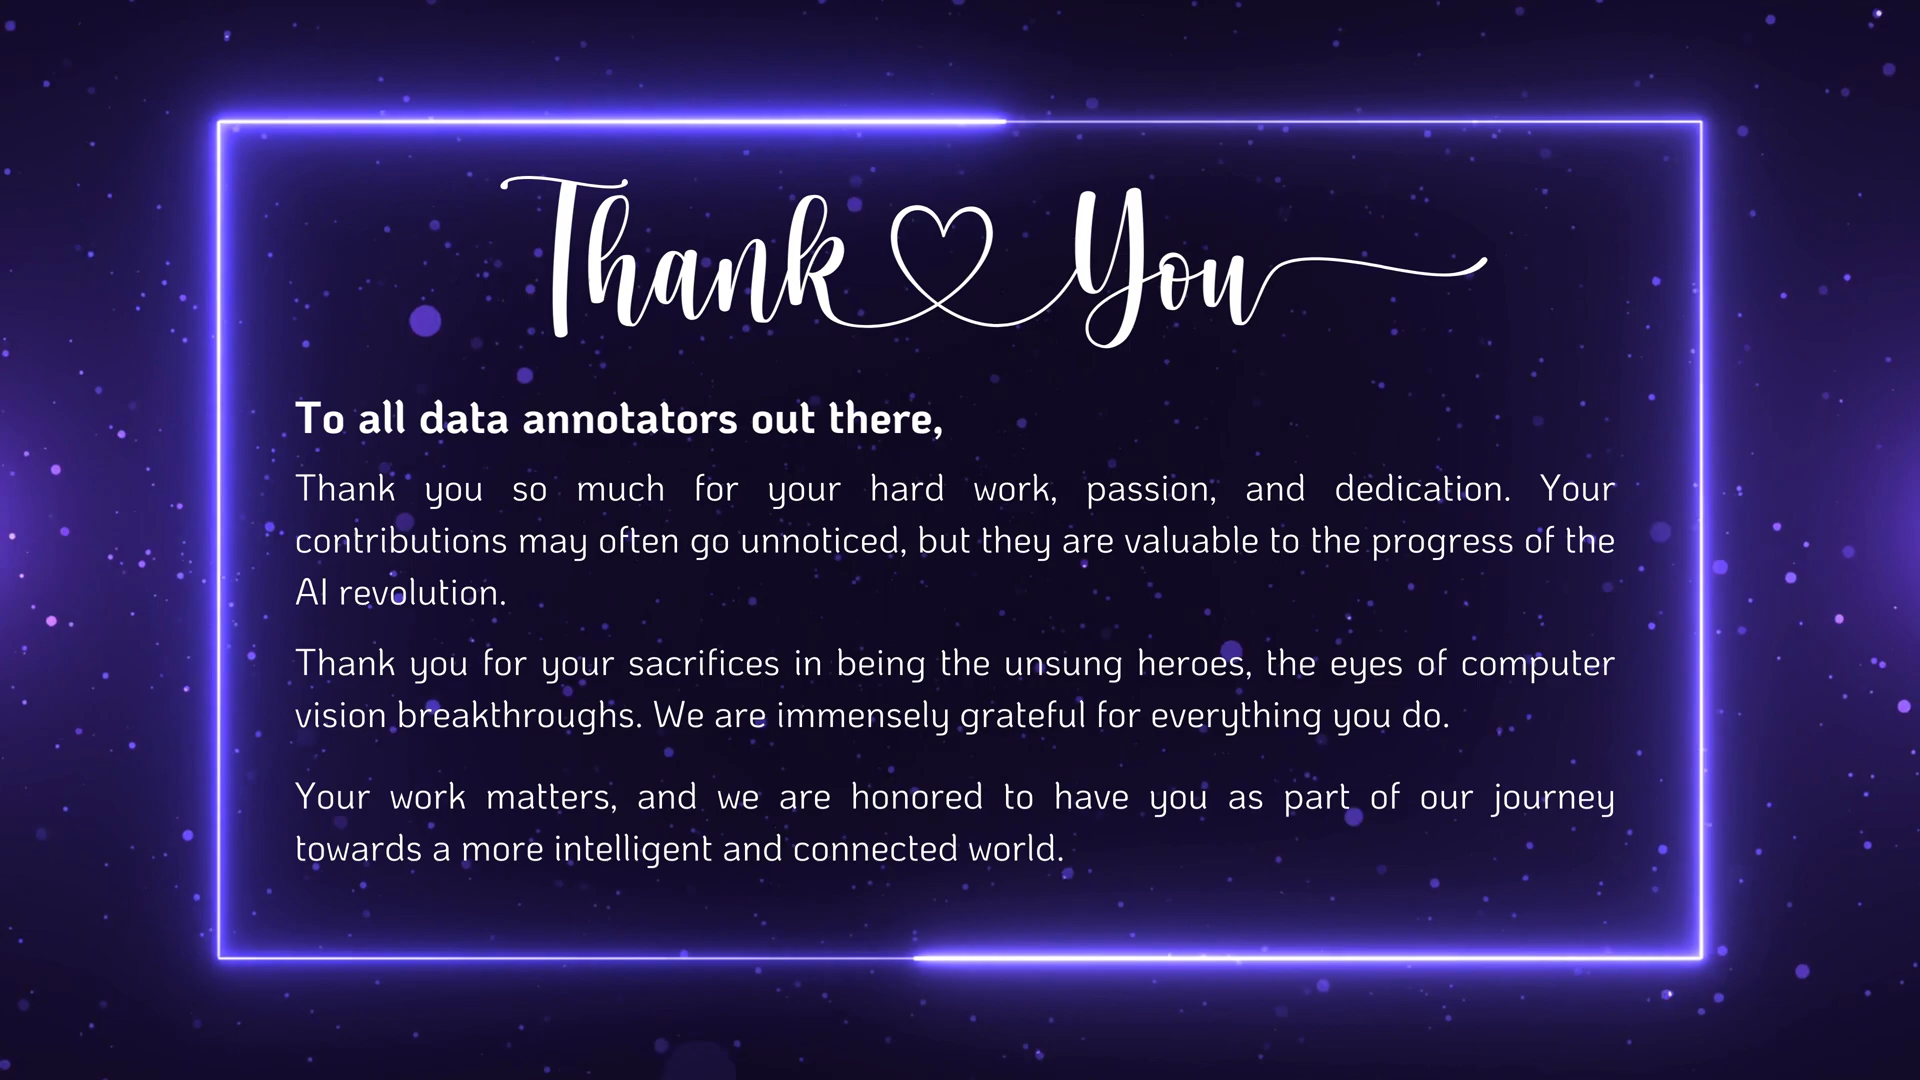 Thank You
To all data annotators out there,
Thank you so much for your hard work, passion, and dedication. Your
contributions may often go unnoticed, but they are valuable to the progress of the
AI revolution.
Thank you for your sacrifices in being the unsung heroes, the eyes of computer
vision breakthroughs. We are immensely grateful for everything you do.
Your work matters, and we are honored to have you as part of our journey
towards a more intelligent and connected world.